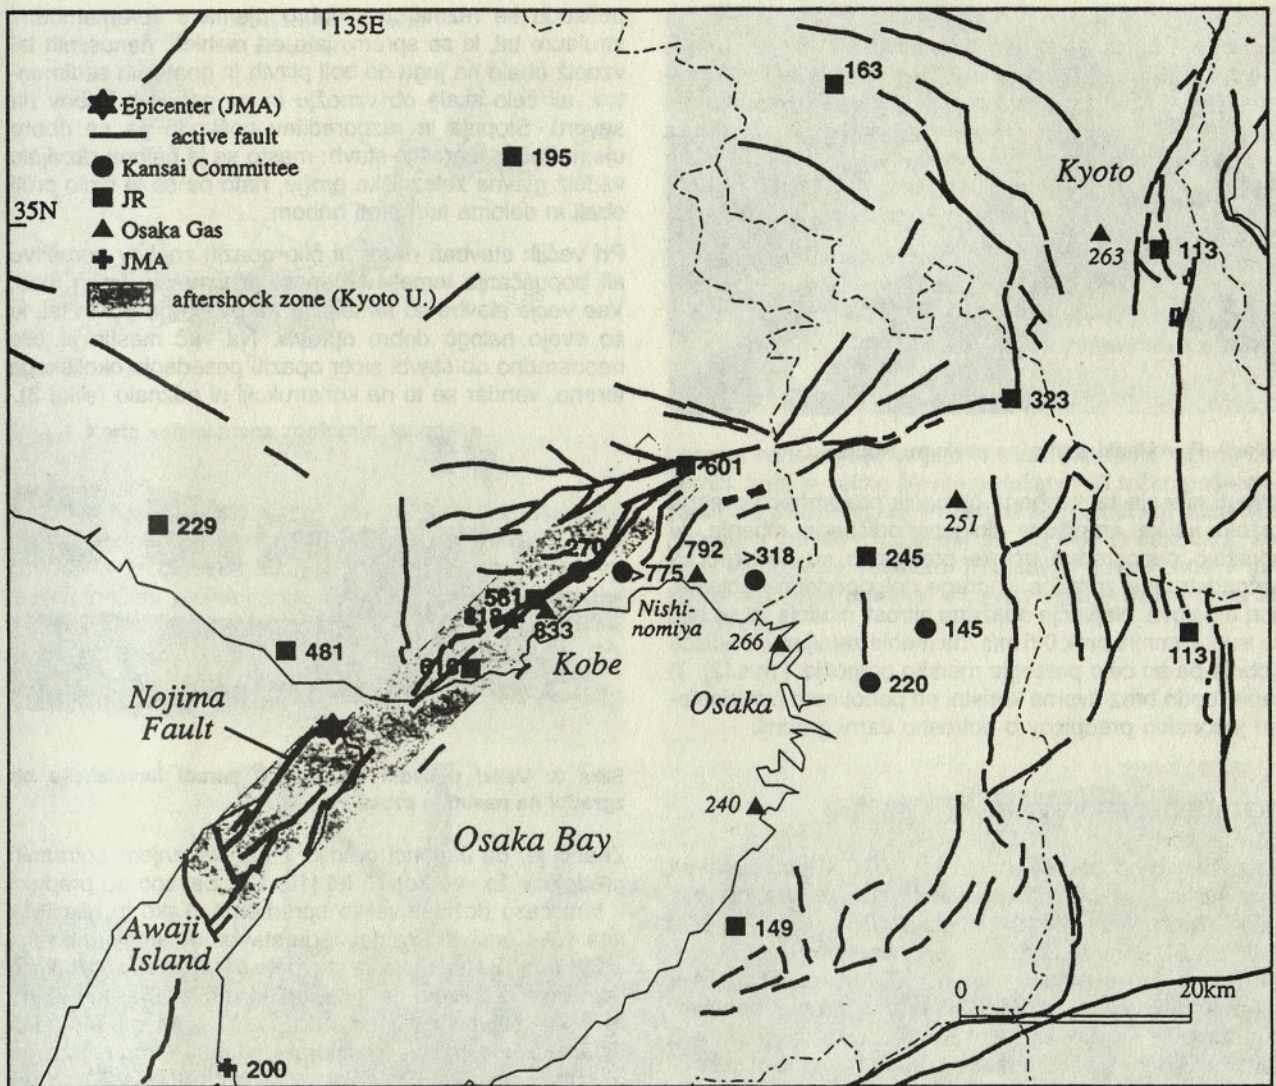 135E
Epicenter (JMA)
active fault
Kansai Committee
JR
Osaka Gas
JMA
aftershock zone (Kyoto U.)
35N
163
195
Kyoto
263
113
323
601
229
251
270
792
>318
245
>775
561
Nishi-
nomiya
833
145
266
113
481
Kobe
220
Nojima
Fault
Osaka
240
Osaka Bay
149
Awaji
Island
0
20km
200